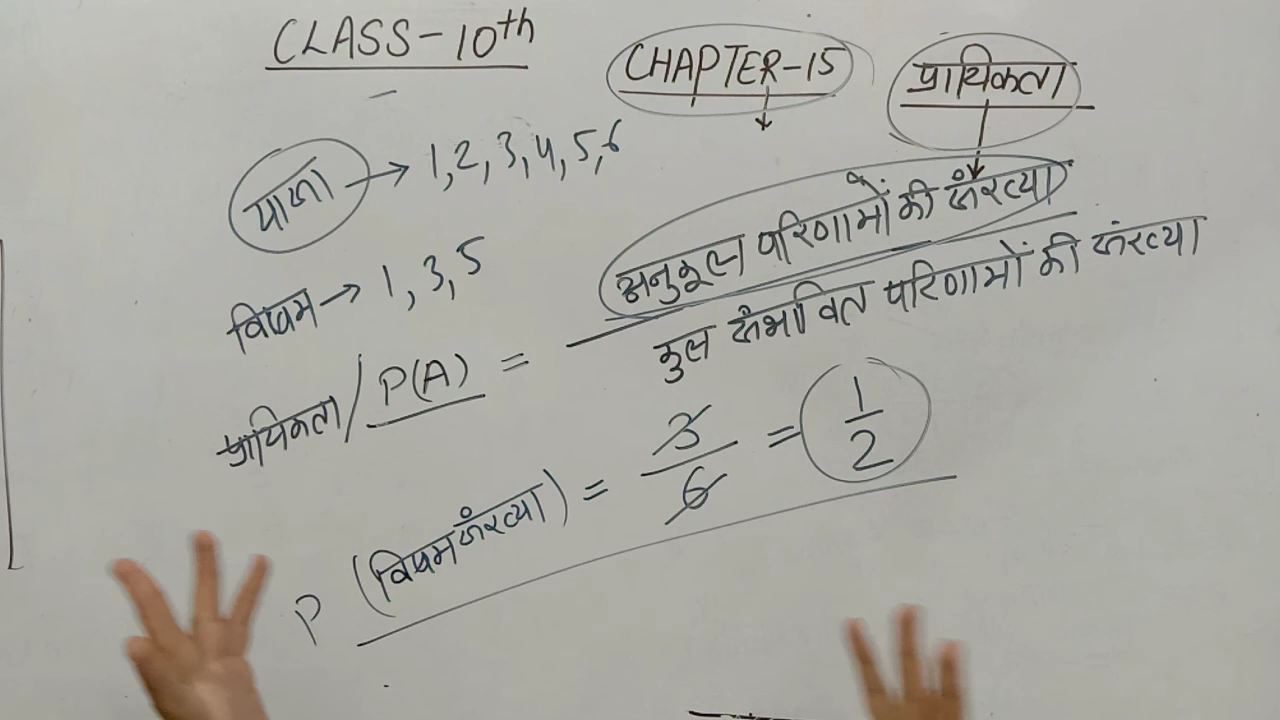 CLASS-10th
CHAPTER-15
प्रायिकता
पासा → 1, 2, 3, 4, 5, 6
विषम → 1, 3, 5
प्रायिकता / P(A) = अनुकूल परिणामों की संख्या
कुल संभावित परिणामों की संख्या
P (विषम संख्या) = 3/6 = 1/2